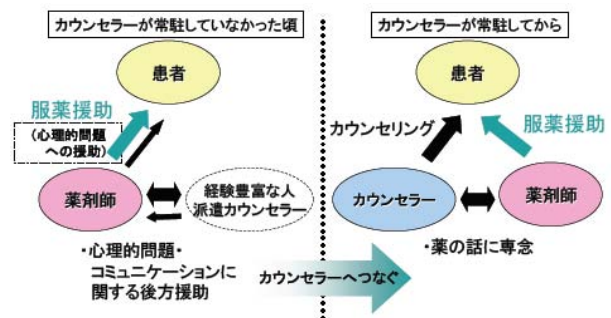 カウンセラーが常駐していなかった頃
患者
服薬援助
(心理的問題
への援助)
薬剤師
経験豊富な人
派遣カウンセラー
・心理的問題・
コミュニケーションに
関する後方援助
カウンセラーへつなぐ
カウンセラーが常駐してから
患者
カウンセリング
服薬援助
カウンセラー
薬剤師
・薬の話に専念